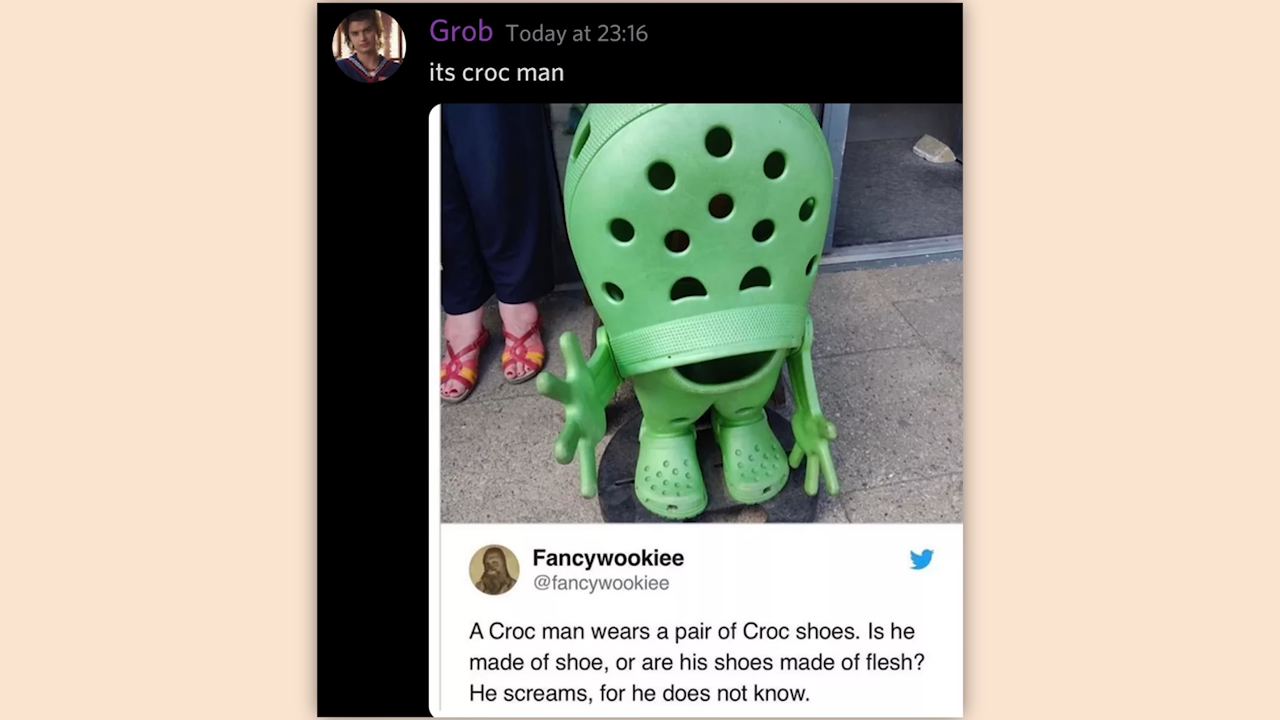 Grob Today at 23:16
its croc man
Fancywookiee
@fancywookiee
A Croc man wears a pair of Croc shoes. Is he
made of shoe, or are his shoes made of flesh?
He screams, for he does not know.